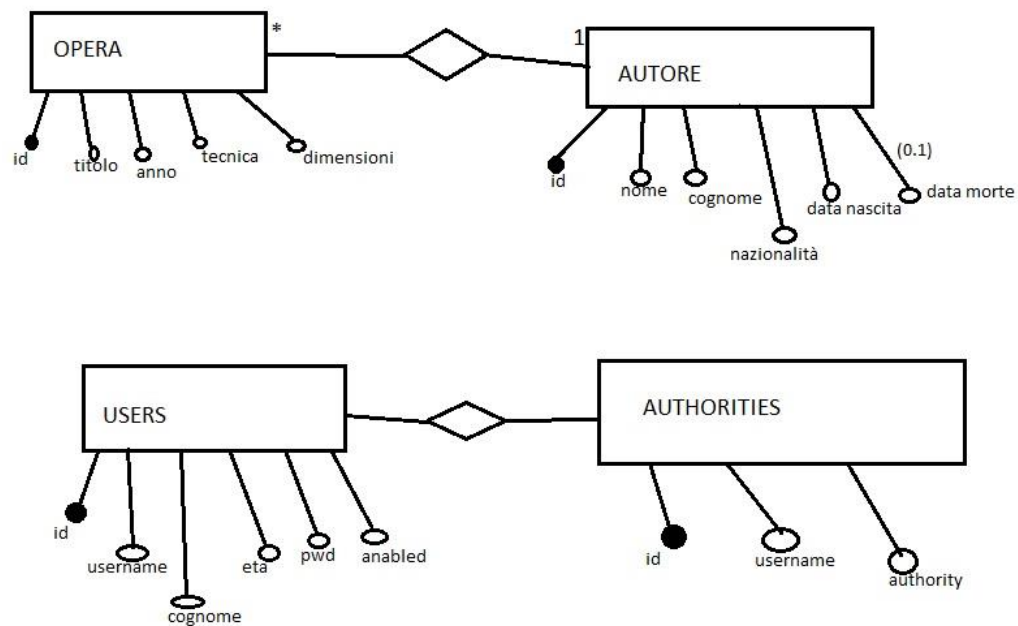 OPERA
*
1
AUTORE
id
titolo
anno
tecnica
dimensioni
id
nome
cognome
nazionalità
data nascita
(0.1)
data morte
USERS
AUTHORITIES
id
username
cognome
eta
pwd
anabled
id
username
authority